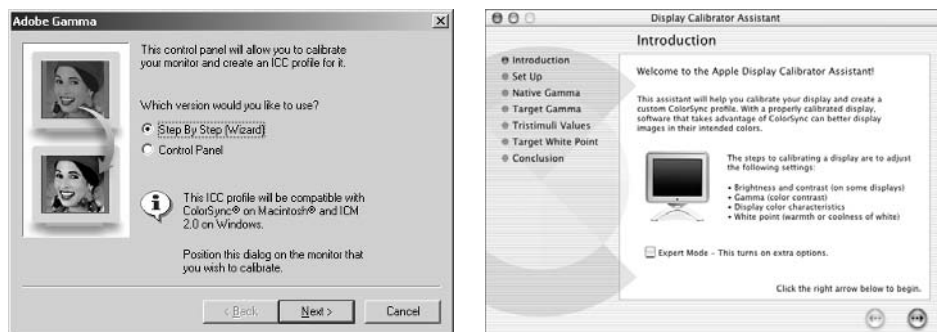 Adobe Gamma
This control panel will allow you to calibrate
your monitor and create an ICC profile for it.
Which version would you like to use?
Step By Step (Wizard)
Control Panel
This ICC profile will be compatible with
ColorSync® on Macintosh® and ICM
2.0 on Windows.
Position this dialog on the monitor that
you wish to calibrate.
< Back
Next >
Cancel
Display Calibrator Assistant
Introduction
Introduction
Set Up
Native Gamma
Target Gamma
Tristimuli Values
Target White Point
Conclusion
Welcome to the Apple Display Calibrator Assistant!
This assistant will help you calibrate your display and create a
custom ColorSync profile. With a properly calibrated display,
software that takes advantage of ColorSync can better display
images in their intended colors.
The steps to calibrating a display are to adjust
the following settings:
• Brightness and contrast (on some displays)
• Gamma (color contrast)
• Display color characteristics
• White point (warmth or coolness of white)
Expert Mode – This turns on extra options.
Click the right arrow below to begin.